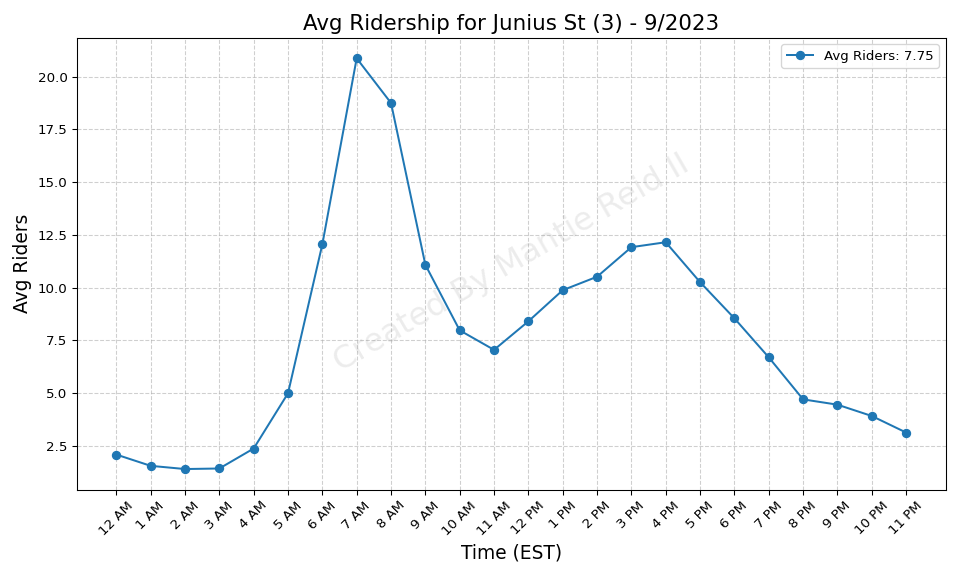 Avg Ridership for Junius St (3) - 9/2023
Avg Riders: 7.75
Avg Riders
20.0
17.5
15.0
12.5
10.0
7.5
5.0
2.5
Created By Mantie Reid II
12 AM
1 AM
2 AM
3 AM
4 AM
5 AM
6 AM
7 AM
8 AM
9 AM
10 AM
11 AM
12 PM
1 PM
2 PM
3 PM
4 PM
5 PM
6 PM
7 PM
8 PM
9 PM
10 PM
11 PM
Time (EST)